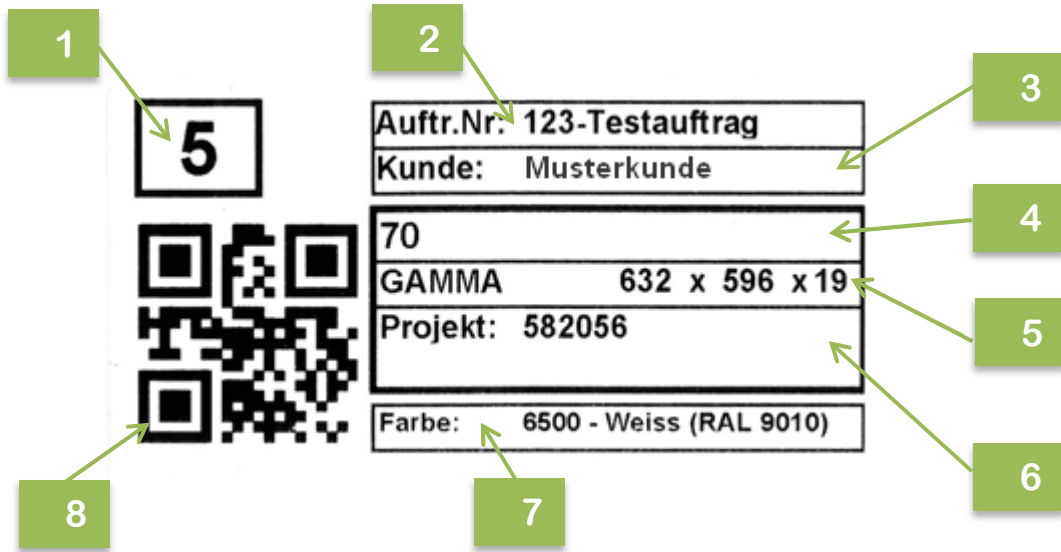 1
2
3
5
Auftr.Nr: 123-Testauftrag
Kunde: Musterkunde
4
70
GAMMA 632 x 596 x 19
5
Projekt: 582056
Farbe: 6500 - Weiss (RAL 9010)
6
8
7